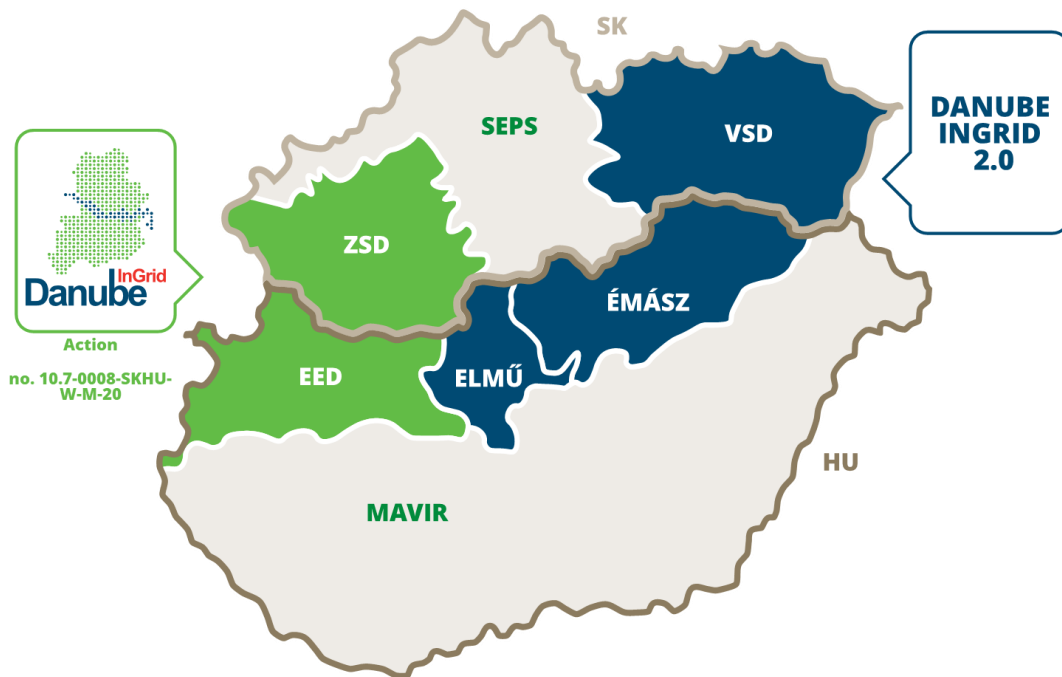 SK
SEPS
VSD
DANUBE
INGRID
2.0
InGrid
Danube
Action
no. 10.7-0008-SKHU-
W-M-20
ZSD
ÉMÁSZ
EED
ELMŰ
HU
MAVIR